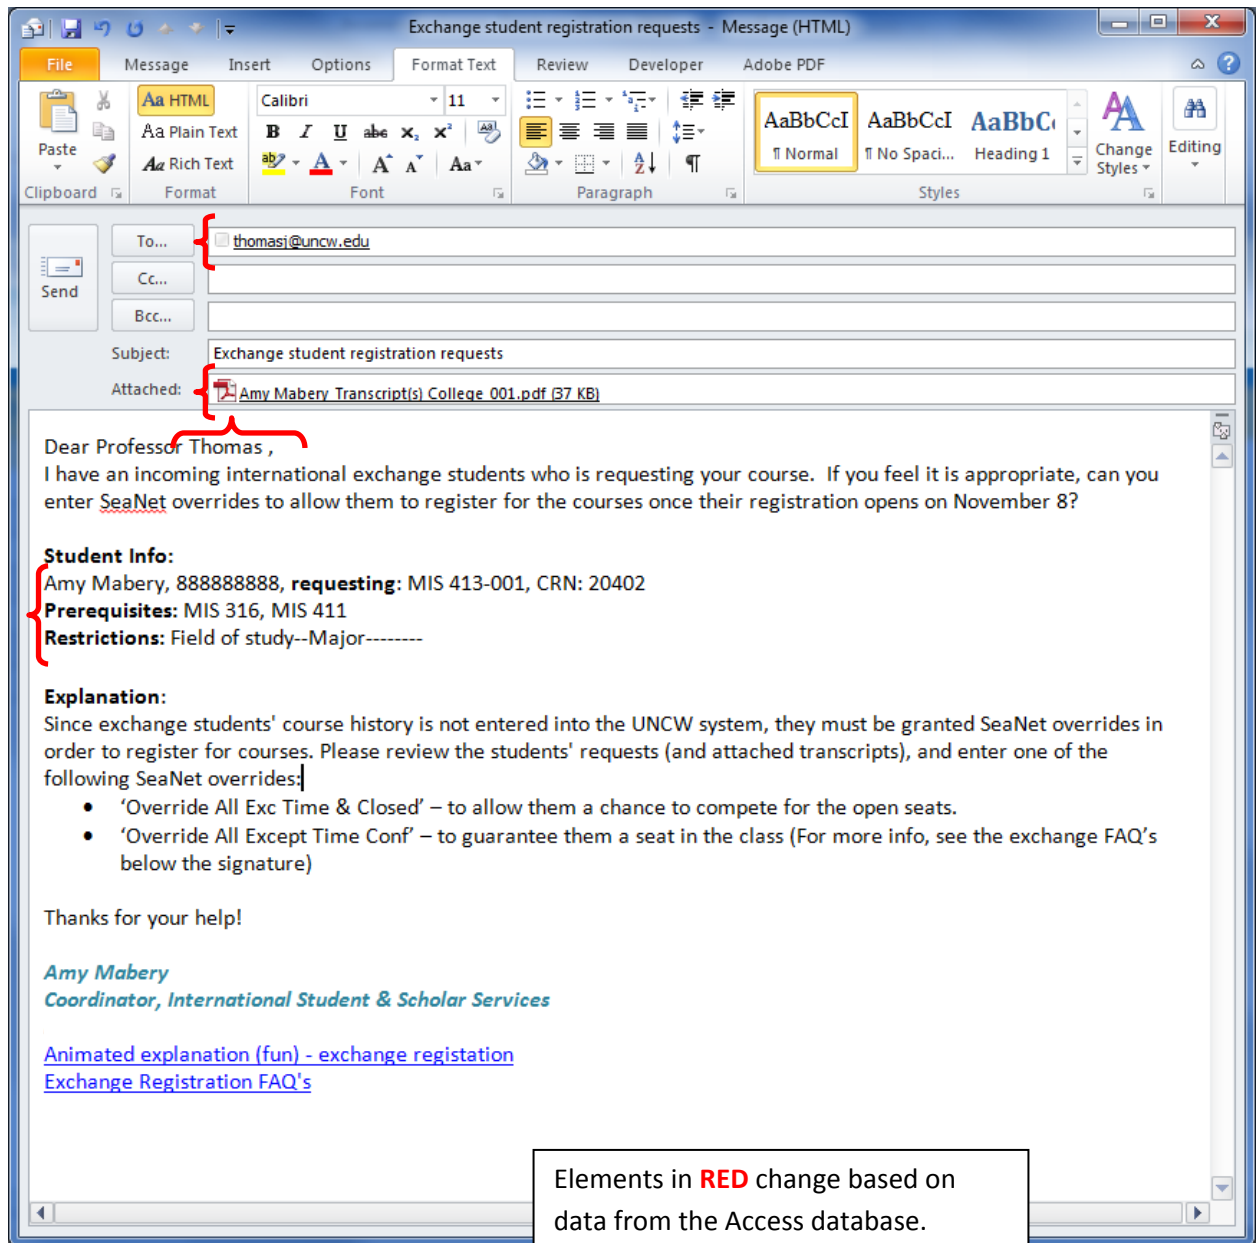 Exchange student registration requests - Message (HTML)
File Message Insert Options Format Text Review Developer Adobe PDF
Paste
Clipboard
Aa HTML
Aa Plain Text
Aa Rich Text
Format
Calibri 11
B I U abc x₂ x² Aa
ab A A A Aa
Font
Paragraph
AaBbCcI AaBbCcI AaBbC
¶ Normal ¶ No Spaci... Heading 1
Styles
Change Styles
Editing
Send
To... thomasj@uncw.edu
Cc...
Bcc...
Subject: Exchange student registration requests
Attached: Amy Mabery Transcript(s) College 001.pdf (37 KB)
Dear Professor Thomas ,
I have an incoming international exchange students who is requesting your course.  If you feel it is appropriate, can you
enter SeaNet overrides to allow them to register for the courses once their registration opens on November 8?
Student Info:
Amy Mabery, 888888888, requesting: MIS 413-001, CRN: 20402
Prerequisites: MIS 316, MIS 411
Restrictions: Field of study--Major--------
Explanation:
Since exchange students' course history is not entered into the UNCW system, they must be granted SeaNet overrides in
order to register for courses. Please review the students' requests (and attached transcripts), and enter one of the
following SeaNet overrides:
• ‘Override All Exc Time & Closed’ – to allow them a chance to compete for the open seats.
• ‘Override All Except Time Conf’ – to guarantee them a seat in the class (For more info, see the exchange FAQ’s
below the signature)
Thanks for your help!
Amy Mabery
Coordinator, International Student & Scholar Services
Animated explanation (fun) - exchange registation
Exchange Registration FAQ's
Elements in RED change based on
data from the Access database.